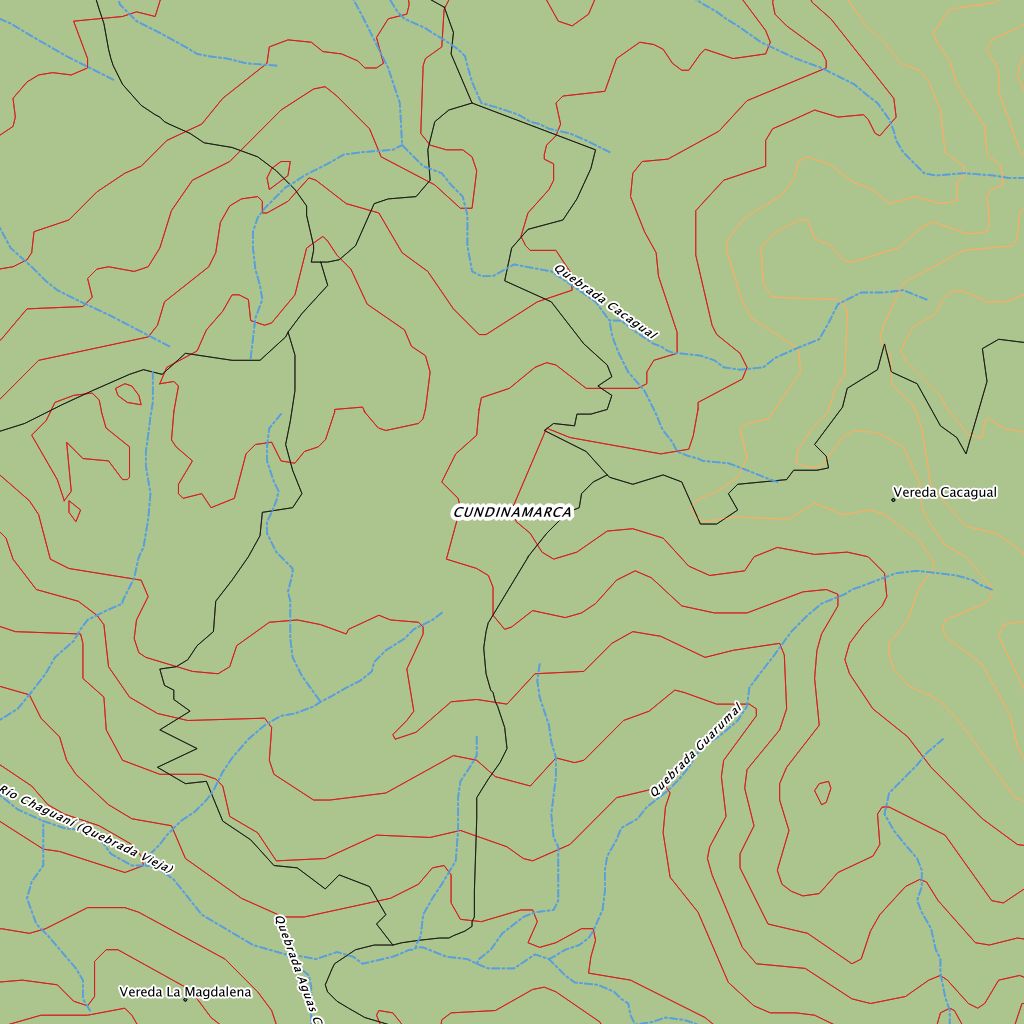 Quebrada Cacagual
Vereda Cacagual
CUNDINAMARCA
Quebrada Guarumal
Río Chaguaní (Quebrada Vieja)
Quebrada Aguas C
Vereda La Magdalena